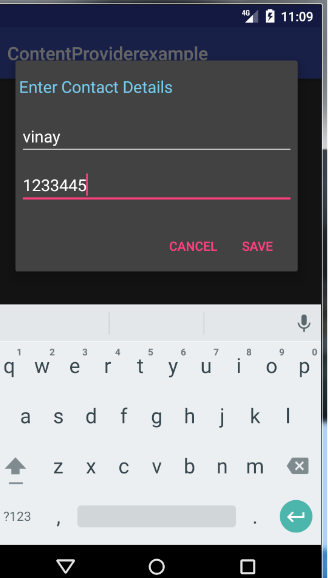 4G 11:09
ContentProviderexample
Enter Contact Details
vinay
1233445
CANCEL SAVE
1 2 3 4 5 6 7 8 9 0
q w e r t y u i o p
a s d f g h j k l
z x c v b n m
?123 , .